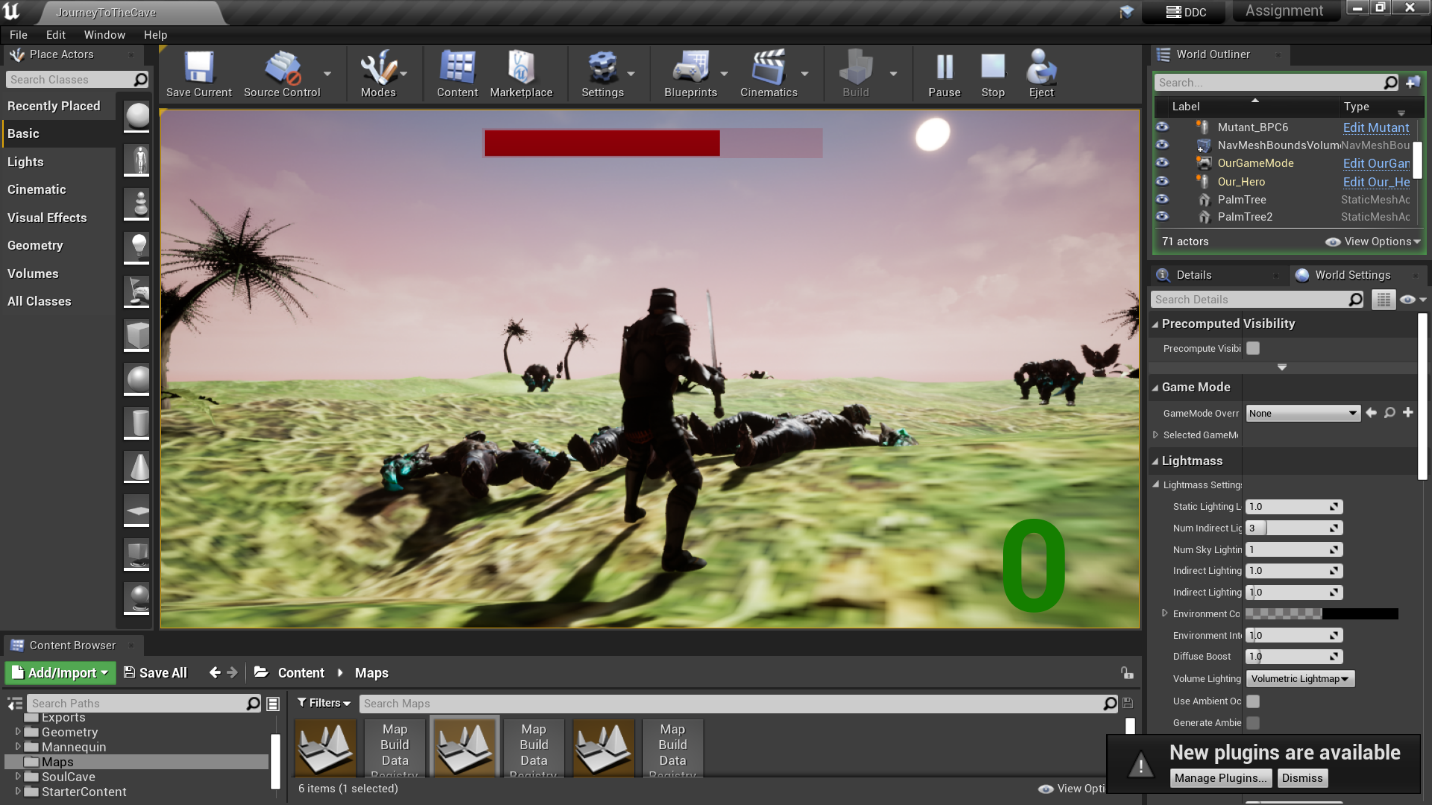 JourneyToTheCave
DDC
Assignment
File Edit Window Help
Place Actors
Search Classes
Recently Placed
Basic
Lights
Cinematic
Visual Effects
Geometry
Volumes
All Classes
Save Current Source Control Modes Content Marketplace Settings Blueprints Cinematics Build Pause Stop Eject
0
World Outliner
Search...
Label Type
Mutant_BPC6 Edit Mutant
NavMeshBoundsVolum NavMeshBou
OurGameMode Edit OurGar
Our_Hero Edit Our_He
PalmTree StaticMeshAc
PalmTree2 StaticMeshAc
71 actors View Options
Details World Settings
Search Details
Precomputed Visibility
Precompute Visibi
Game Mode
GameMode Overr None
Selected GameMo
Lightmass
Lightmass Settings
Static Lighting L 1.0
Num Indirect Lig 3
Num Sky Lightin 1
Indirect Lighting 1.0
Indirect Lighting 1.0
Environment Co
Environment Inte 1.0
Diffuse Boost 1.0
Volume Lighting Volumetric Lightmap
Use Ambient Oc
Generate Ambie
Content Browser
Add/Import Save All Content Maps
Search Paths
Exports
Geometry
Mannequin
Maps
SoulCave
StarterContent
Filters Search Maps
Map Build Data Registry
Map Build Data Registry
Map Build Data Registry
6 items (1 selected) View Opti
New plugins are available
Manage Plugins... Dismiss